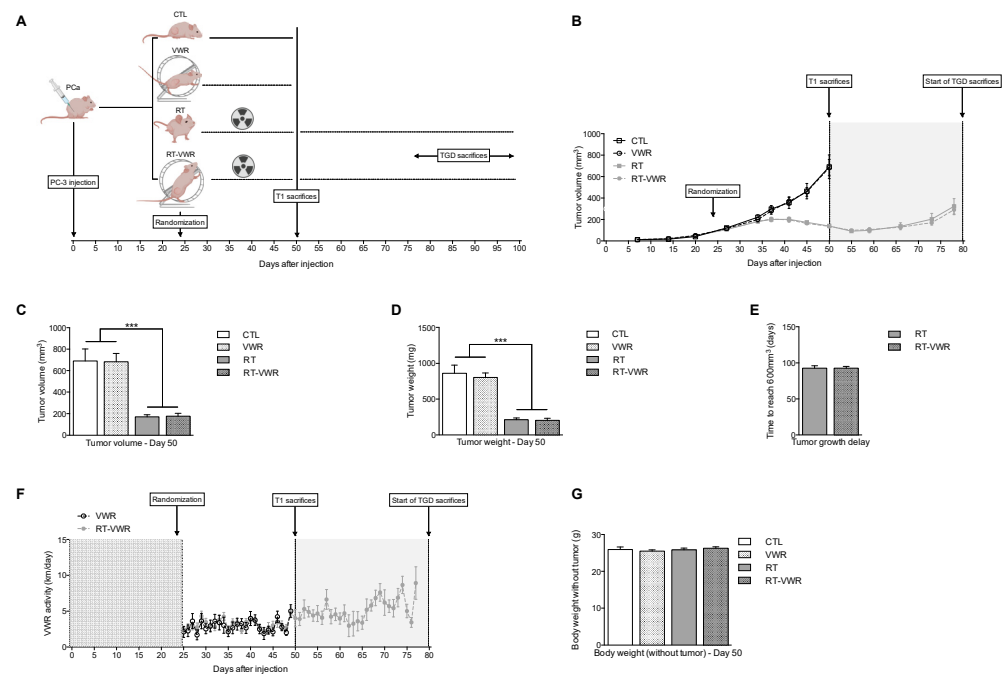 A
CTL
VWR
PCa
RT
RT-VWR
TGD sacrifices
PC-3 injection
T1 sacrifices
Randomization
0 5 10 15 20 25 30 35 40 45 50 55 60 65 70 75 80 85 90 95 100
Days after injection
B
T1 sacrifices
Start of TGD sacrifices
CTL
VWR
RT
RT-VWR
Randomization
Tumor volume (mm³)
1000
800
600
400
200
0
0 5 10 15 20 25 30 35 40 45 50 55 60 65 70 75 80
Days after injection
C
***
Tumor volume (mm³)
1000
800
600
400
200
0
Tumor volume - Day 50
CTL
VWR
RT
RT-VWR
D
***
Tumor weight (mg)
1500
1000
500
0
Tumor weight - Day 50
CTL
VWR
RT
RT-VWR
E
Time to reach 600mm³ (days)
150
100
50
0
Tumor growth delay
RT
RT-VWR
F
Randomization
T1 sacrifices
Start of TGD sacrifices
VWR
RT-VWR
VWR activity (km/day)
15
10
5
0
0 5 10 15 20 25 30 35 40 45 50 55 60 65 70 75 80
Days after injection
G
Body weight without tumor (g)
30
20
10
0
Body weight (without tumor) - Day 50
CTL
VWR
RT
RT-VWR